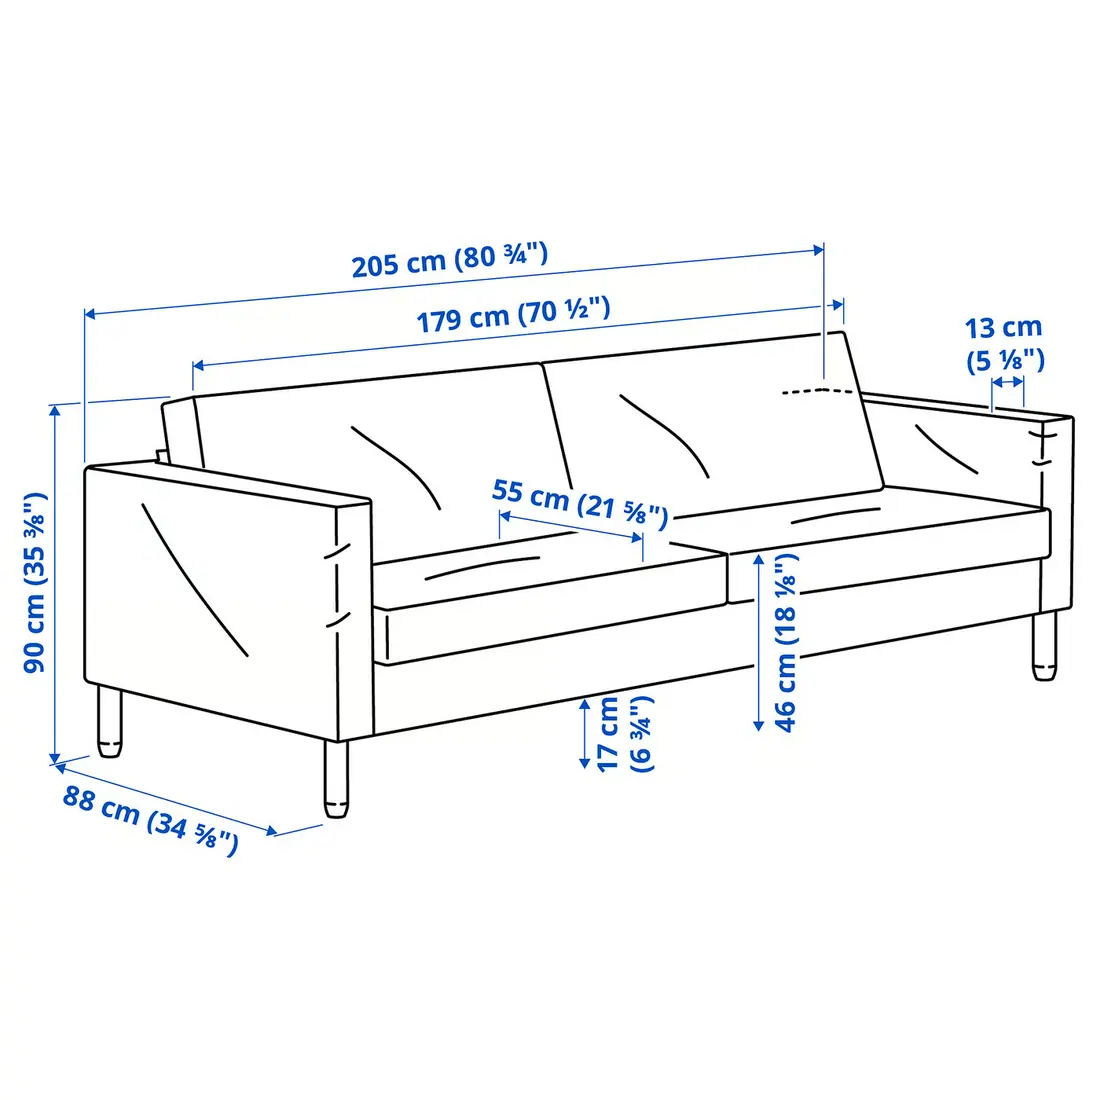 205 cm (80 ¾")
179 cm (70 ½")
13 cm
(5 ⅛")
55 cm (21 ⅝")
90 cm (35 ⅜")
46 cm (18 ⅛")
17 cm
(6 ¾")
88 cm (34 ⅝")